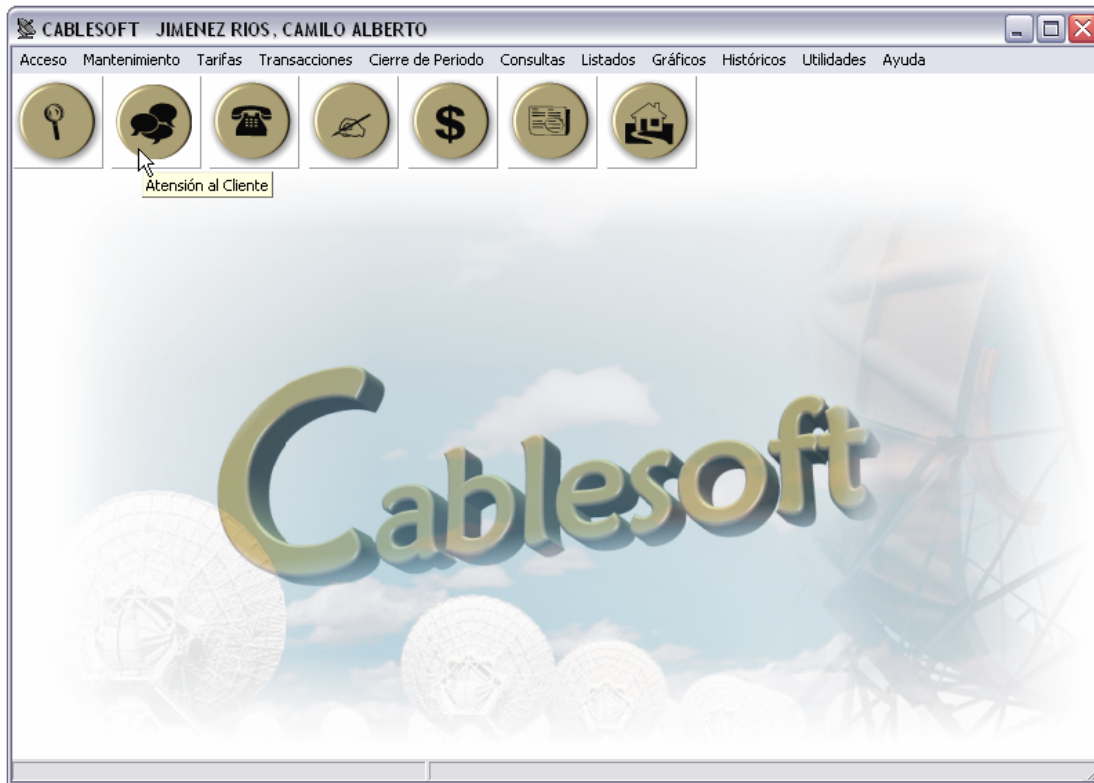 CABLESOFT JIMENEZ RIOS, CAMILO ALBERTO
Acceso Mantenimiento Tarifas Transacciones Cierre de Periodo Consultas Listados Gráficos Históricos Utilidades Ayuda
$
Atensión al Cliente
Cablesoft